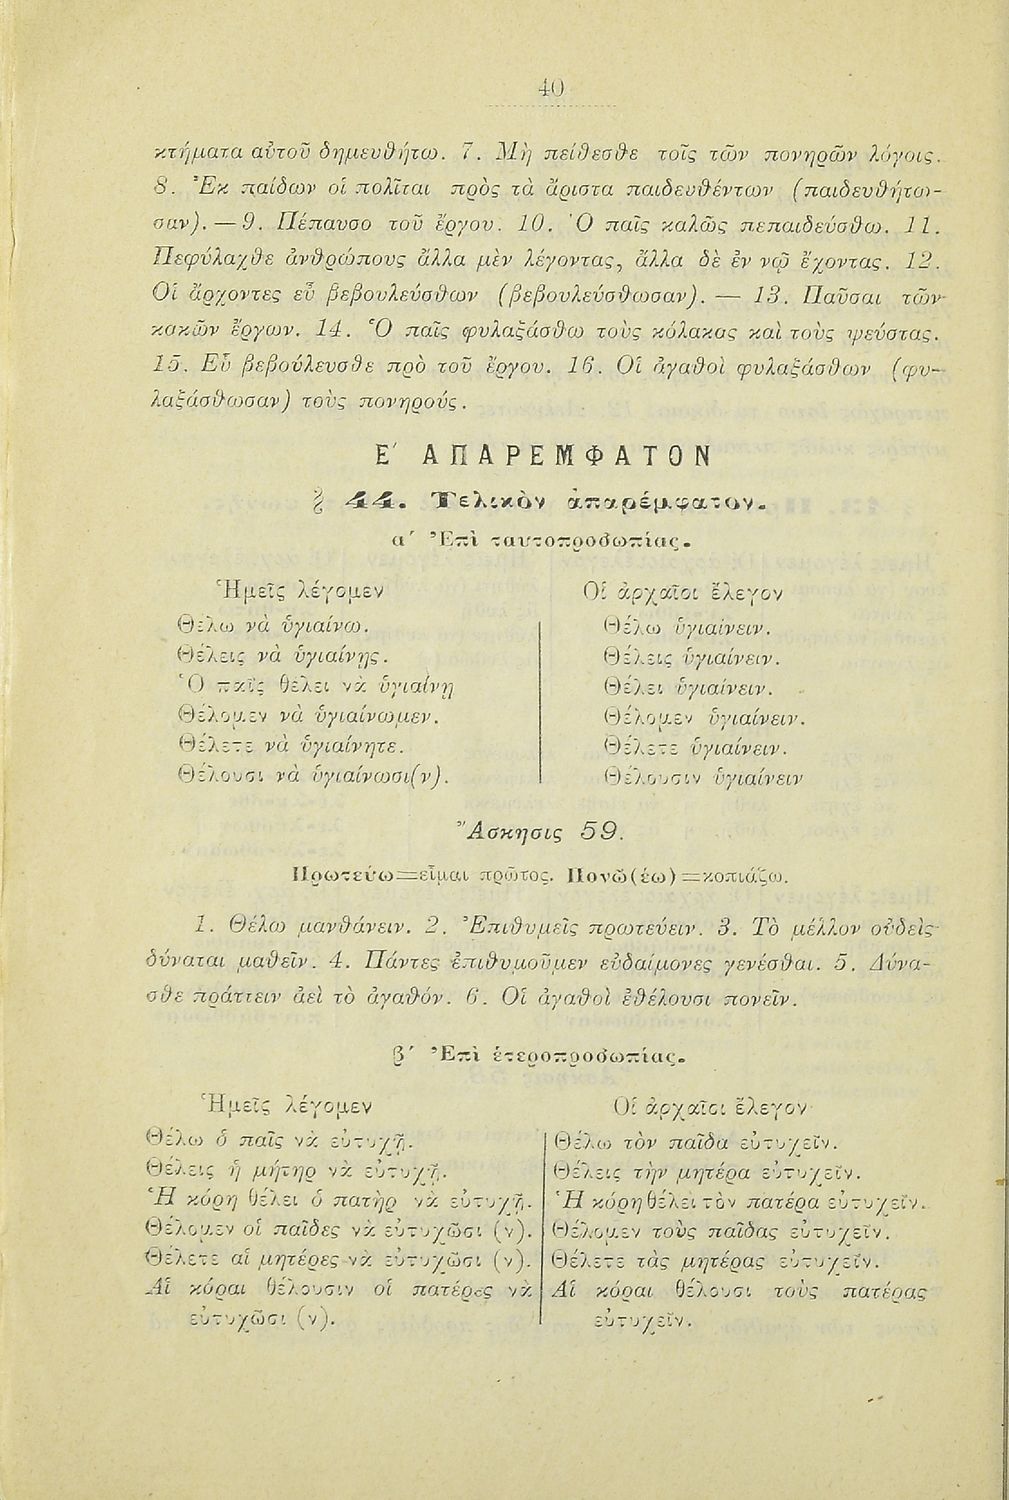 40
κτήματα αὐτοῦ δημευθήτω. 7. Μὴ πείθεσθε τοῖς τῶν πονηρῶν λόγοις.
8. Ἐκ παίδων οἱ πολῖται πρὸς τὰ ἄριστα παιδευθέντων (παιδευθήτω-
σαν). — 9. Πέπαυσο τοῦ ἔργου. 10. Ὁ παῖς καλῶς πεπαιδεύσθω. 11.
Πεφύλαχθε ἀνθρώπους ἄλλα μὲν λέγοντας, ἄλλα δὲ ἐν νῷ ἔχοντας. 12.
Οἱ ἄρχοντες εὖ βεβουλεύσθων (βεβουλεύσθωσαν). — 13. Παῦσαι τῶν
κακῶν ἔργων. 14. Ὁ παῖς φυλαξάσθω τοὺς κόλακας καὶ τοὺς ψεύστας.
15. Εὖ βεβούλευσθε πρὸ τοῦ ἔργου. 16. Οἱ ἀγαθοὶ φυλαξάσθων (φυ-
λαξάσθωσαν) τοὺς πονηρούς.
Ε΄ ΑΠΑΡΕΜΦΑΤΟΝ
§ 44. Τελικὸν ἀπαρέμφατον.
α΄ Ἐπὶ ταυτοπροσωπίας.
Ἡμεῖς λέγομεν
Θέλω νὰ ὑγιαίνω.
Θέλεις νὰ ὑγιαίνῃς.
Ὁ παῖς θέλει νὰ ὑγιαίνῃ
Θέλομεν νὰ ὑγιαίνωμεν.
Θέλετε νὰ ὑγιαίνητε.
Θέλουσι νὰ ὑγιαίνωσι(ν).
Οἱ ἀρχαῖοι ἔλεγον
Θέλω ὑγιαίνειν.
Θέλεις ὑγιαίνειν.
Θέλει ὑγιαίνειν.
Θέλομεν ὑγιαίνειν.
Θέλετε ὑγιαίνειν.
Θέλουσιν ὑγιαίνειν
Ἄσκησις 59.
Πρωτεύω=εἶμαι πρῶτος. Πονῶ(έω)=κοπιάζω.
1. Θέλω μανθάνειν. 2. Ἐπιθυμεῖς πρωτεύειν. 3. Τὸ μέλλον οὐδεὶς
δύναται μαθεῖν. 4. Πάντες ἐπιθυμοῦμεν εὐδαίμονες γενέσθαι. 5. Δύνα-
σθε πράττειν ἀεὶ τὸ ἀγαθόν. 6. Οἱ ἀγαθοὶ ἐθέλουσι πονεῖν.
β΄ Ἐπὶ ἑτεροπροσωπίας.
Ἡμεῖς λέγομεν
Θέλω ὁ παῖς νὰ εὐτυχῇ.
Θέλεις ἡ μήτηρ νὰ εὐτυχῇ.
Ἡ κόρη θέλει ὁ πατὴρ νὰ εὐτυχῇ.
Θέλομεν οἱ παῖδες νὰ εὐτυχῶσι (ν).
Θέλετε αἱ μητέρες νὰ εὐτυχῶσι (ν).
Αἱ κόραι θέλουσιν οἱ πατέρες νὰ
εὐτυχῶσι (ν).
Οἱ ἀρχαῖοι ἔλεγον
Θέλω τὸν παῖδα εὐτυχεῖν.
Θέλεις τὴν μητέρα εὐτυχεῖν.
Ἡ κόρη θέλει τὸν πατέρα εὐτυχεῖν.
Θέλομεν τοὺς παῖδας εὐτυχεῖν.
Θέλετε τὰς μητέρας εὐτυχεῖν.
Αἱ κόραι θέλουσι τοὺς πατέρας
εὐτυχεῖν.